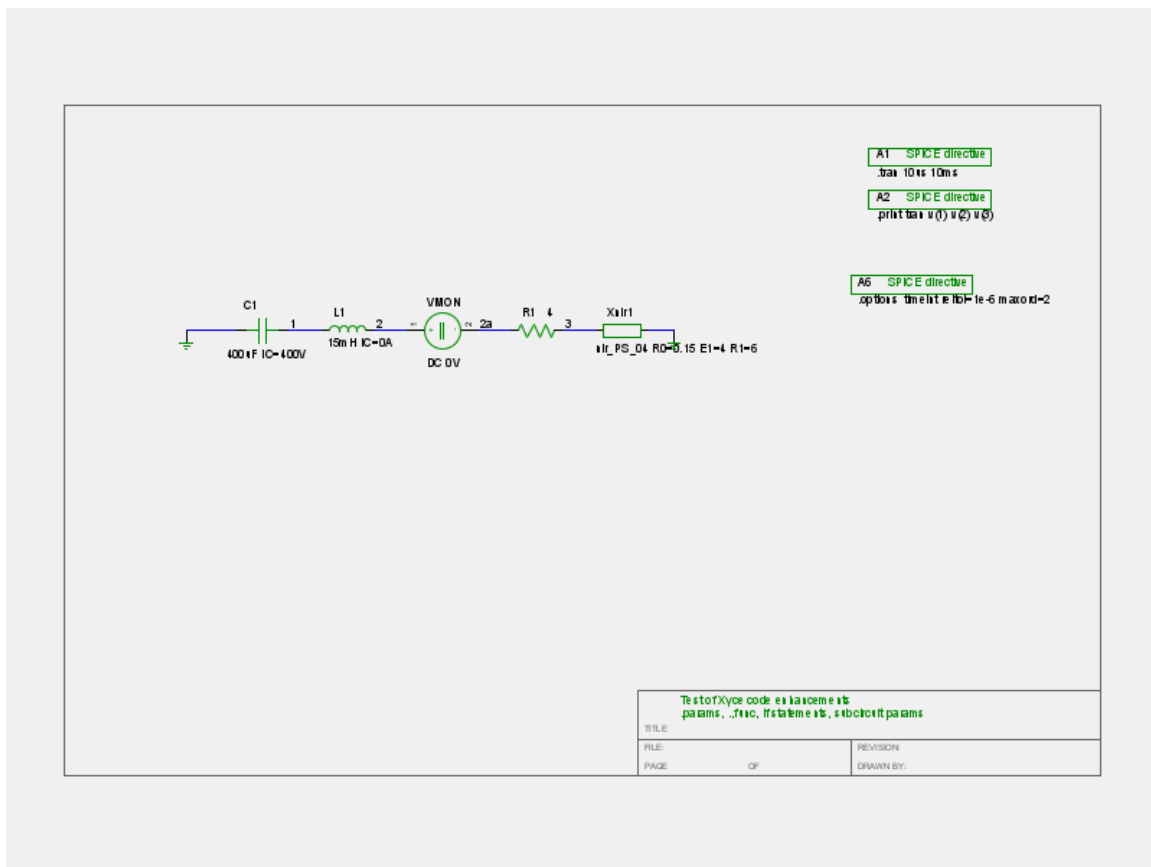 A1 SPICE directive
.tran 10us 10ms
A2 SPICE directive
.print tran v(1) v(2) v(3)
A6 SPICE directive
.options timeint reltol=1e-6 maxord=2
C1
1
400uF IC=400V
L1
2
15mH IC=0A
VMON
1
2
DC 0V
2a
R1 4
3
Xnlr1
nlr_PS_04 R0=0.15 E1=4 R1=6
Test of Xyce code enhancements
.params, .,func, if statements, subcircuit params
TITLE
FILE:
REVISION:
PAGE OF
DRAWN BY: